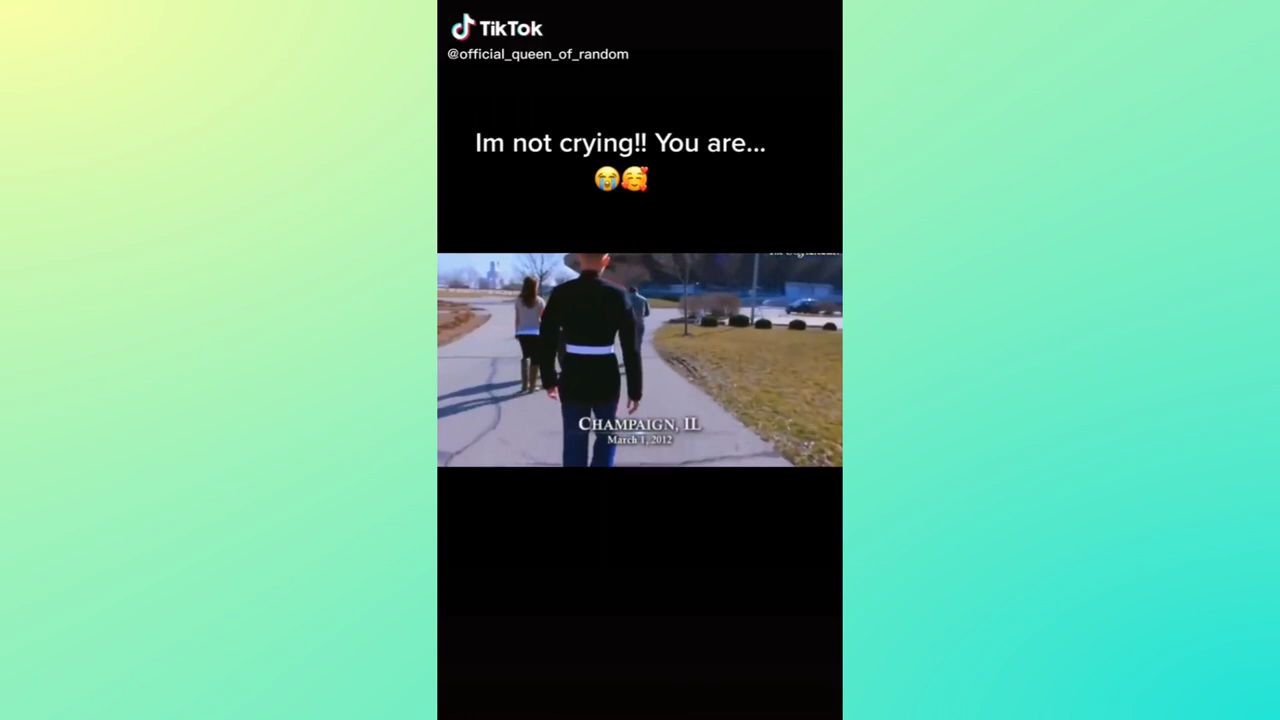 TikTok
@official_queen_of_random
Im not crying!! You are...
😭🥰
CHAMPAIGN, IL
March 1, 2012